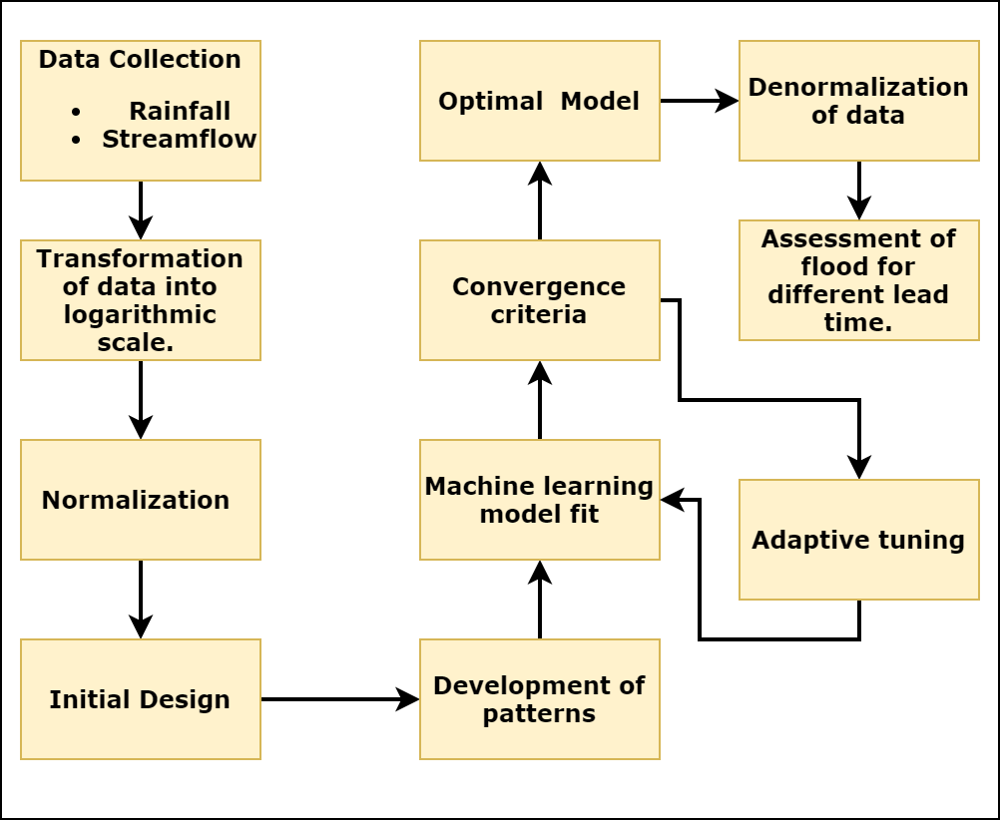 Data Collection
• Rainfall
• Streamflow
Transformation
of data into
logarithmic
scale.
Normalization
Initial Design
Development of
patterns
Machine learning
model fit
Convergence
criteria
Optimal Model
Denormalization
of data
Assessment of
flood for
different lead
time.
Adaptive tuning